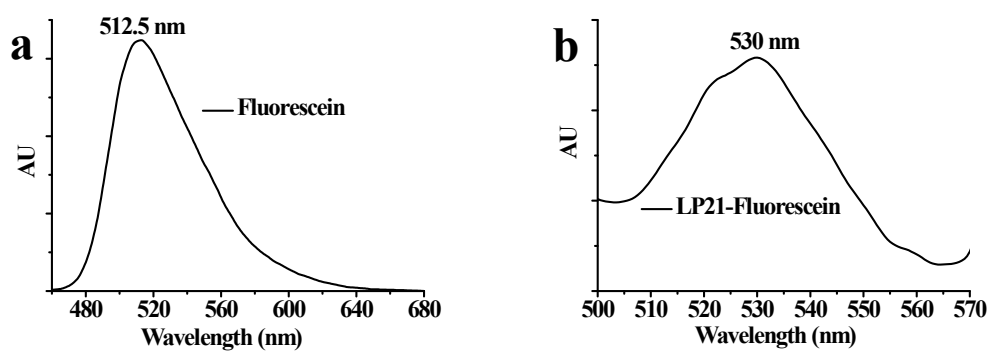 a
512.5 nm
Fluorescein
AU
480 520 560 600 640 680
Wavelength (nm)
b
530 nm
LP21-Fluorescein
AU
500 510 520 530 540 550 560 570
Wavelength (nm)